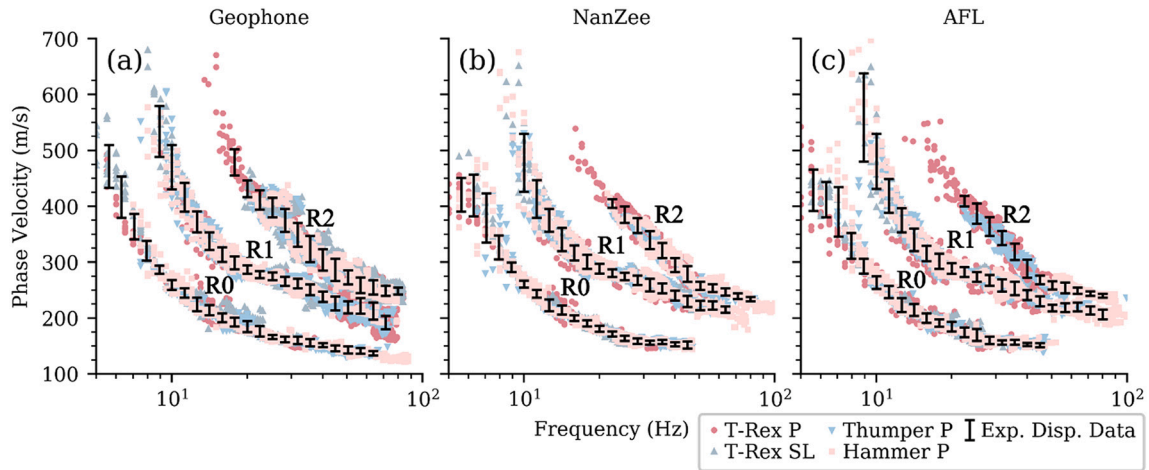 Geophone NanZee AFL
700
600
500
400
300
200
100
Phase Velocity (m/s)
(a) R2 R1 R0
(b) R2 R1 R0
(c) R2 R1 R0
10¹ 10² 10¹ 10² 10¹ 10²
Frequency (Hz)
T-Rex P Thumper P Exp. Disp. Data
T-Rex SL Hammer P